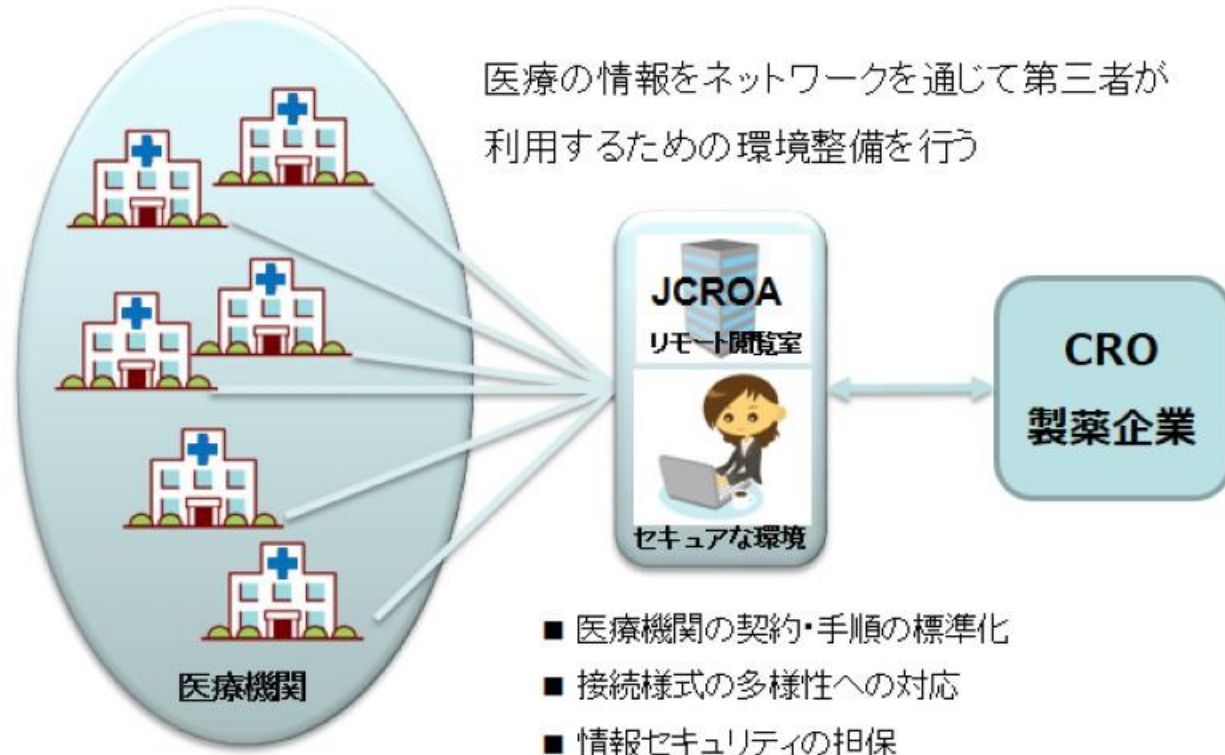 医療の情報をネットワークを通じて第三者が
利用するための環境整備を行う
JCROA
リモート閲覧室
セキュアな環境
CRO
製薬企業
医療機関
■ 医療機関の契約・手順の標準化
■ 接続様式の多様性への対応
■ 情報セキュリティの担保